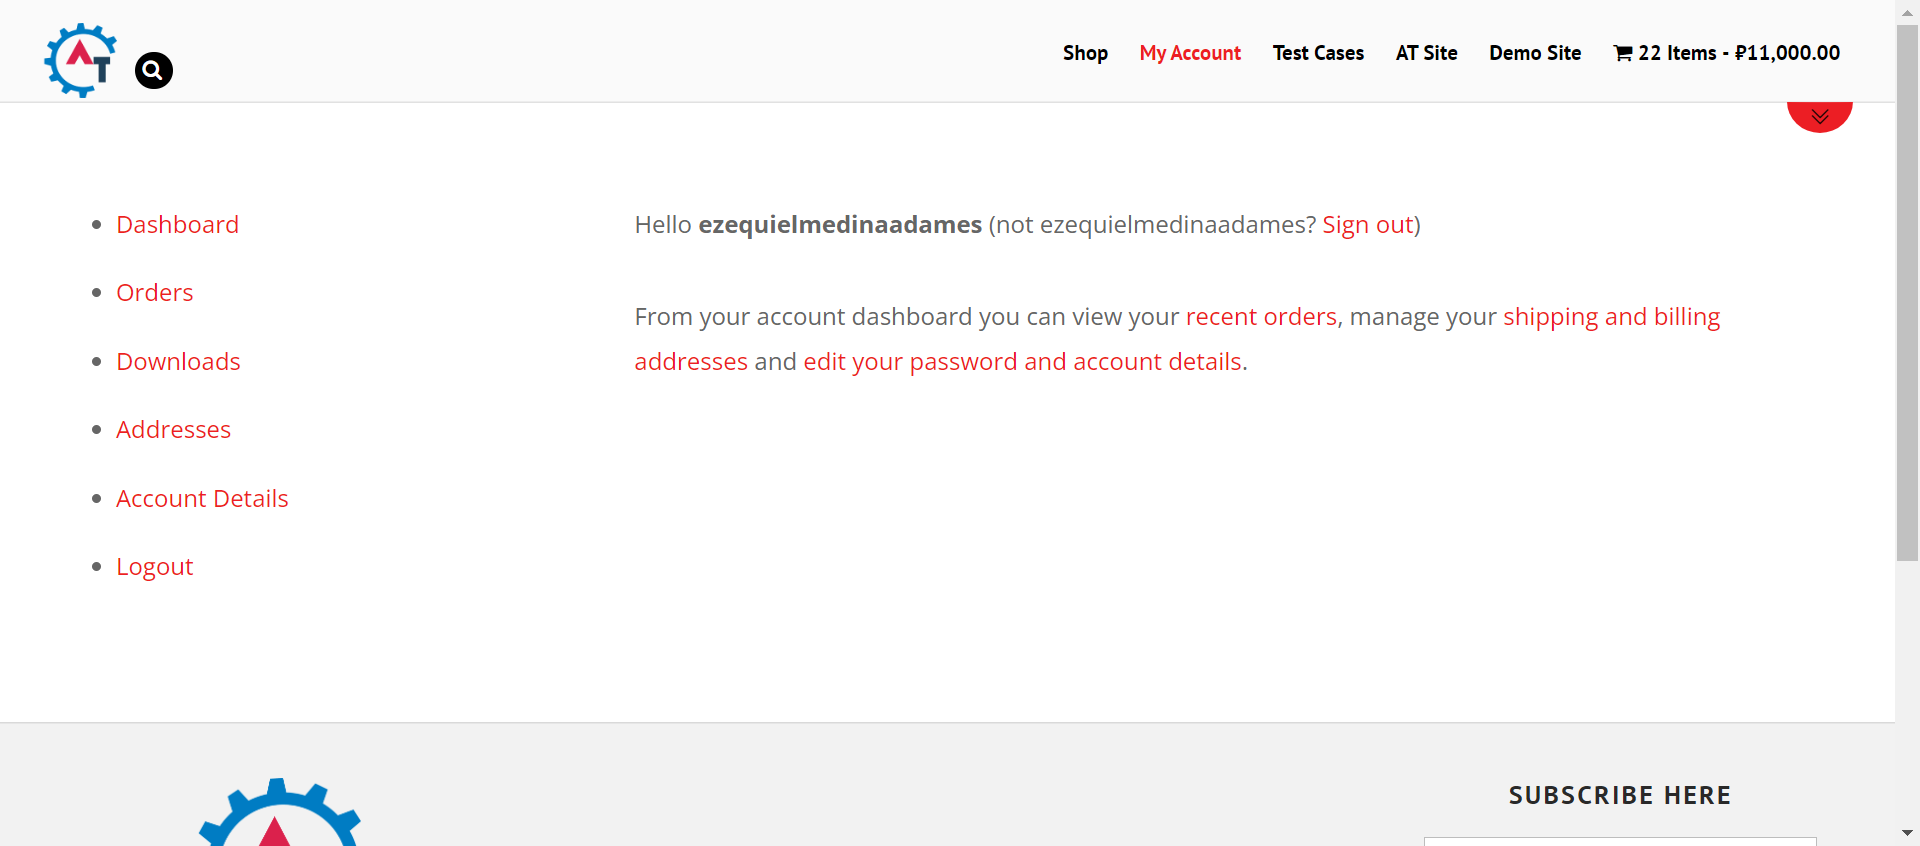 AT
Shop My Account Test Cases AT Site Demo Site 22 Items - ₽11,000.00
Dashboard
Orders
Downloads
Addresses
Account Details
Logout
Hello ezequielmedinaadames (not ezequielmedinaadames? Sign out)
From your account dashboard you can view your recent orders, manage your shipping and billing
addresses and edit your password and account details.
SUBSCRIBE HERE